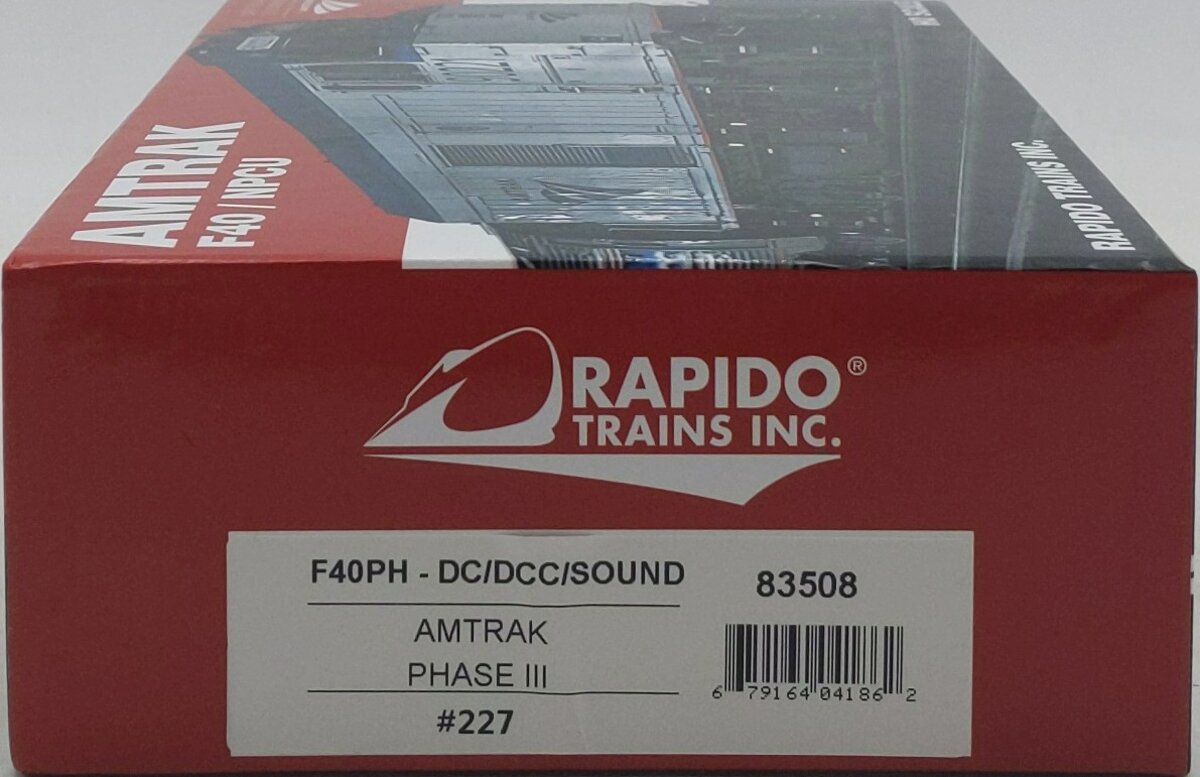 AMTRAK
F40 / NPCU
RAPIDO TRAINS INC.
RAPIDO®
TRAINS INC.
F40PH - DC/DCC/SOUND
83508
AMTRAK
PHASE III
#227
6 79164 04186 2